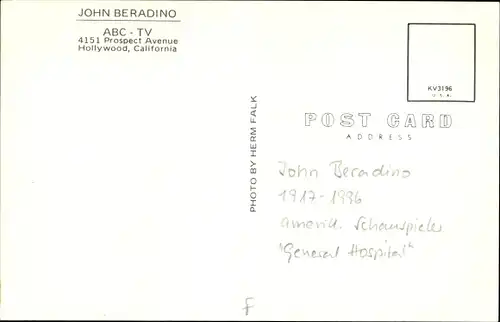 JOHN BERADINO
ABC - TV
4151 Prospect Avenue
Hollywood, California
KV3196
U.S.A.
PHOTO BY HERM FALK
POST CARD
ADDRESS
John Beradino
1917-1996
amerik. Schauspieler
"General Hospital"
F